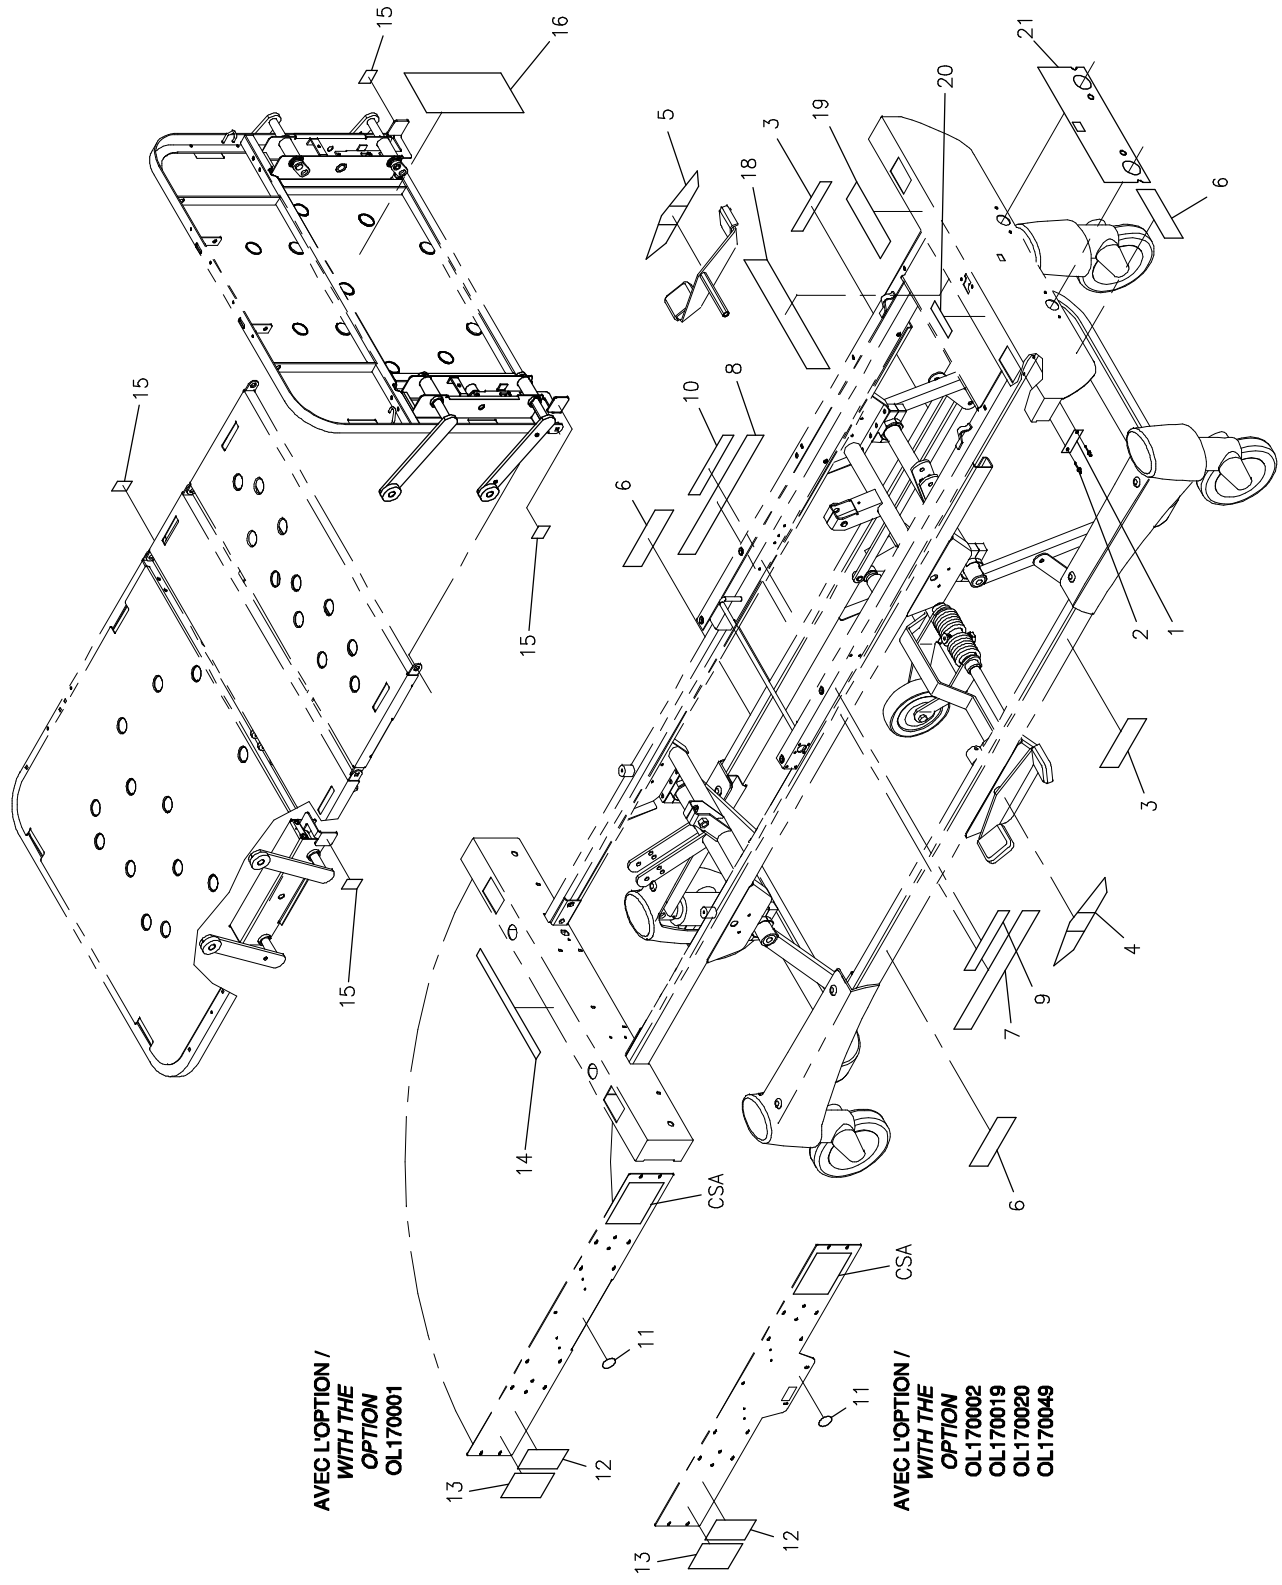 15
16
15
15
15
21
20
19
3
5
18
6
10
8
6
2
1
3
4
9
7
6
14
CSA
11
13
12
AVEC L'OPTION /
WITH THE
OPTION
OL170001
CSA
11
13
12
AVEC L'OPTION /
WITH THE
OPTION
OL170002
OL170019
OL170020
OL170049